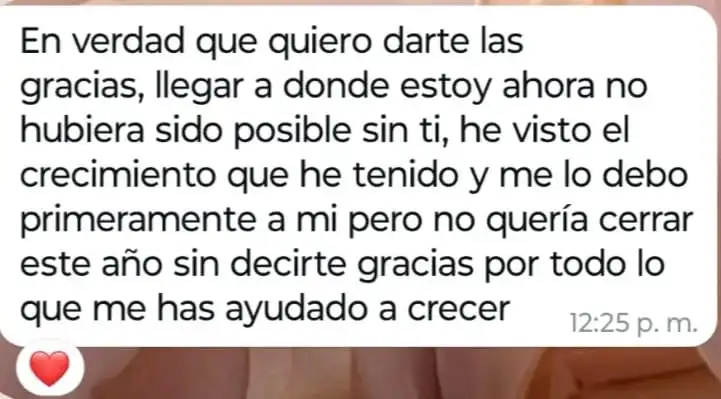 En verdad que quiero darte las
gracias, llegar a donde estoy ahora no
hubiera sido posible sin ti, he visto el
crecimiento que he tenido y me lo debo
primeramente a mi pero no quería cerrar
este año sin decirte gracias por todo lo
que me has ayudado a crecer
12:25 p. m.